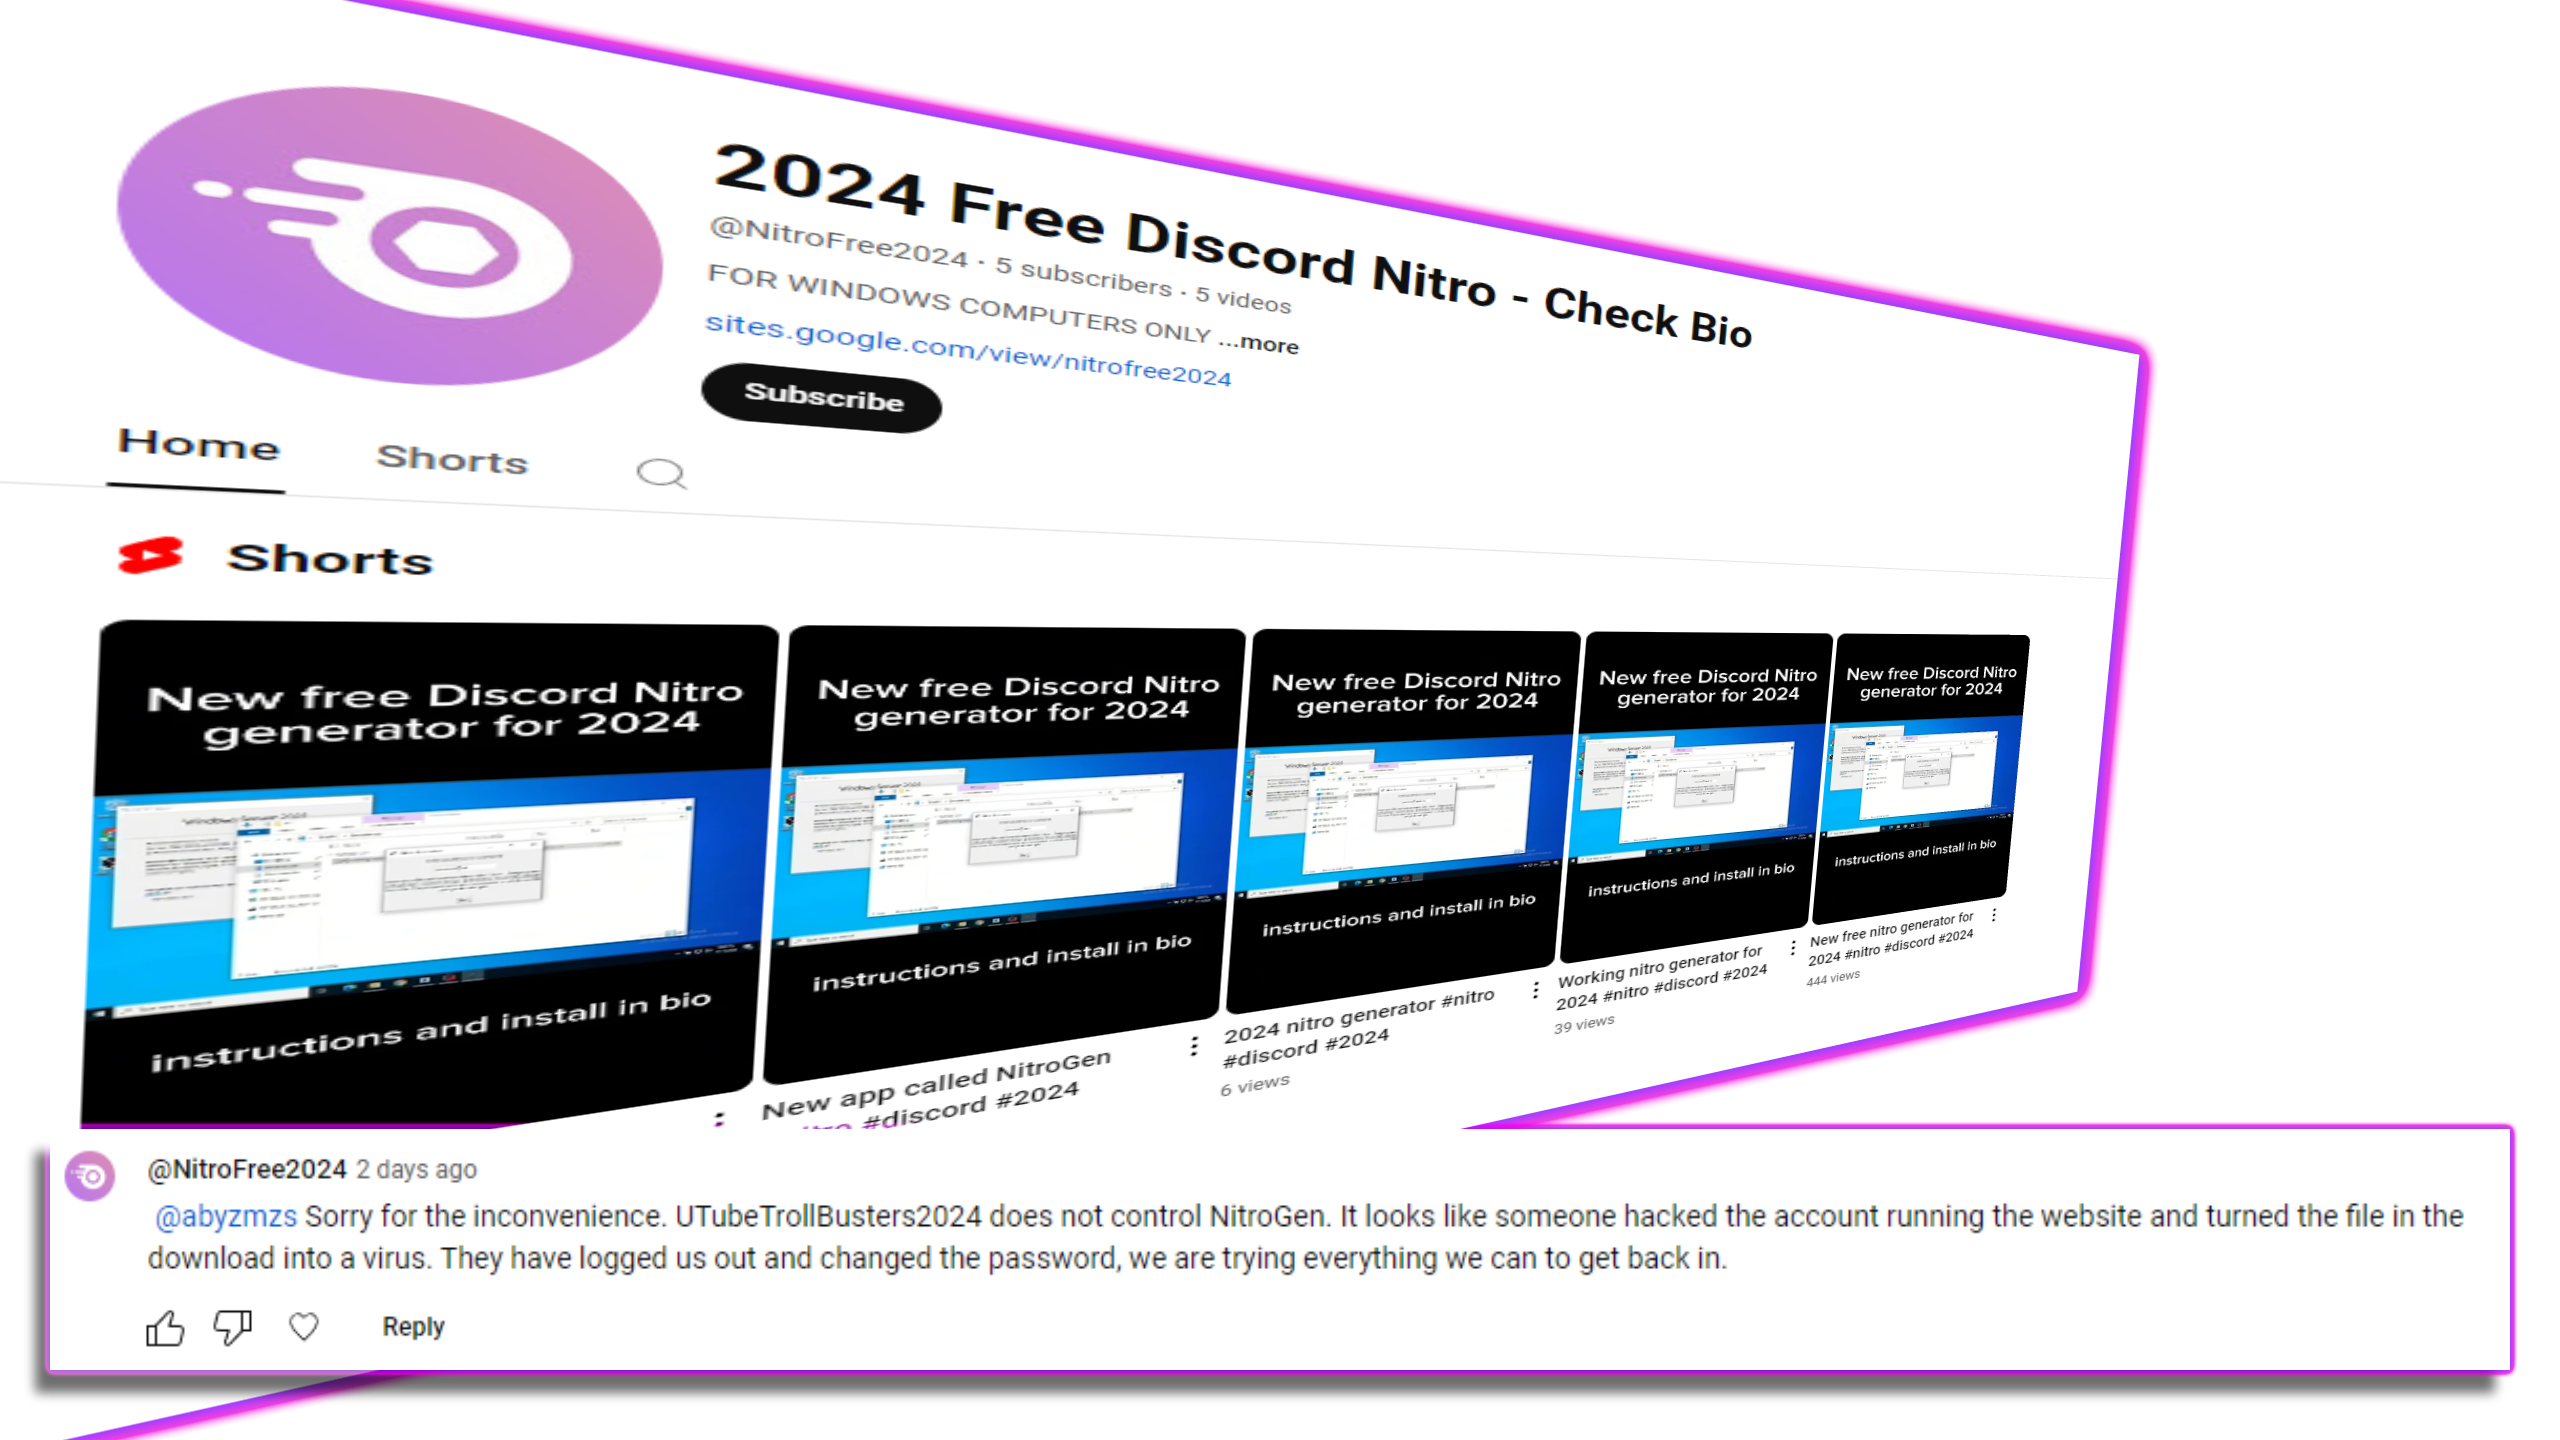 2024 Free Discord Nitro - Check Bio
@NitroFree2024 · 5 subscribers · 5 videos
FOR WINDOWS COMPUTERS ONLY ...more
sites.google.com/view/nitrofree2024
Subscribe
Home
Shorts
Shorts
New free Discord Nitro
generator for 2024
instructions and install in bio
New free Discord Nitro
generator for 2024
instructions and install in bio
New app called NitroGen
#discord #2024
New free Discord Nitro
generator for 2024
instructions and install in bio
2024 nitro generator #nitro
#discord #2024
6 views
New free Discord Nitro
generator for 2024
instructions and install in bio
Working nitro generator for
2024 #nitro #discord #2024
39 views
New free Discord Nitro
generator for 2024
instructions and install in bio
New free nitro generator for
2024 #nitro #discord #2024
444 views
@NitroFree2024 2 days ago
@abyzmzs Sorry for the inconvenience. UTubeTrollBusters2024 does not control NitroGen. It looks like someone hacked the account running the website and turned the file in the
download into a virus. They have logged us out and changed the password, we are trying everything we can to get back in.
Reply